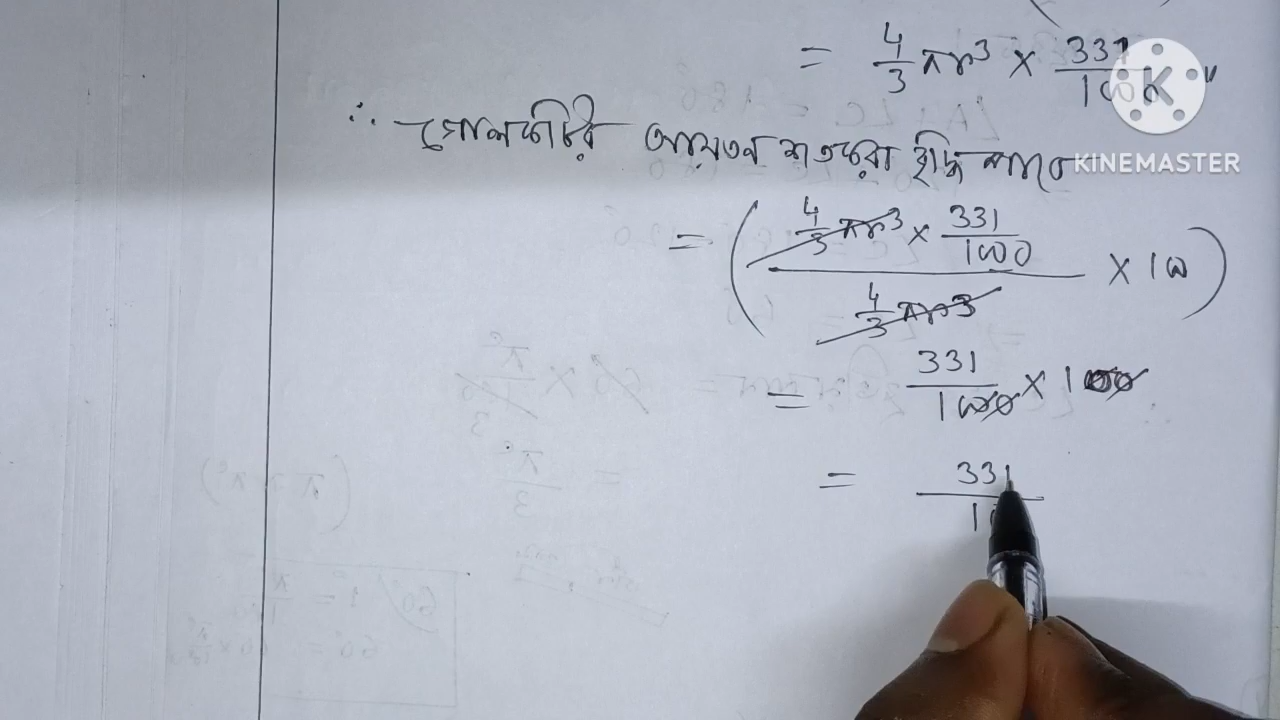 = 4/3 πr³ × 331/1000 "
KINEMASTER
∴ গোলকটির আয়তন শতকরা বৃদ্ধি পাবে
= ( (4/3 πr³ × 331/1000) / (4/3 πr³) × 100 )
= 331/1000 × 100
= 331/10